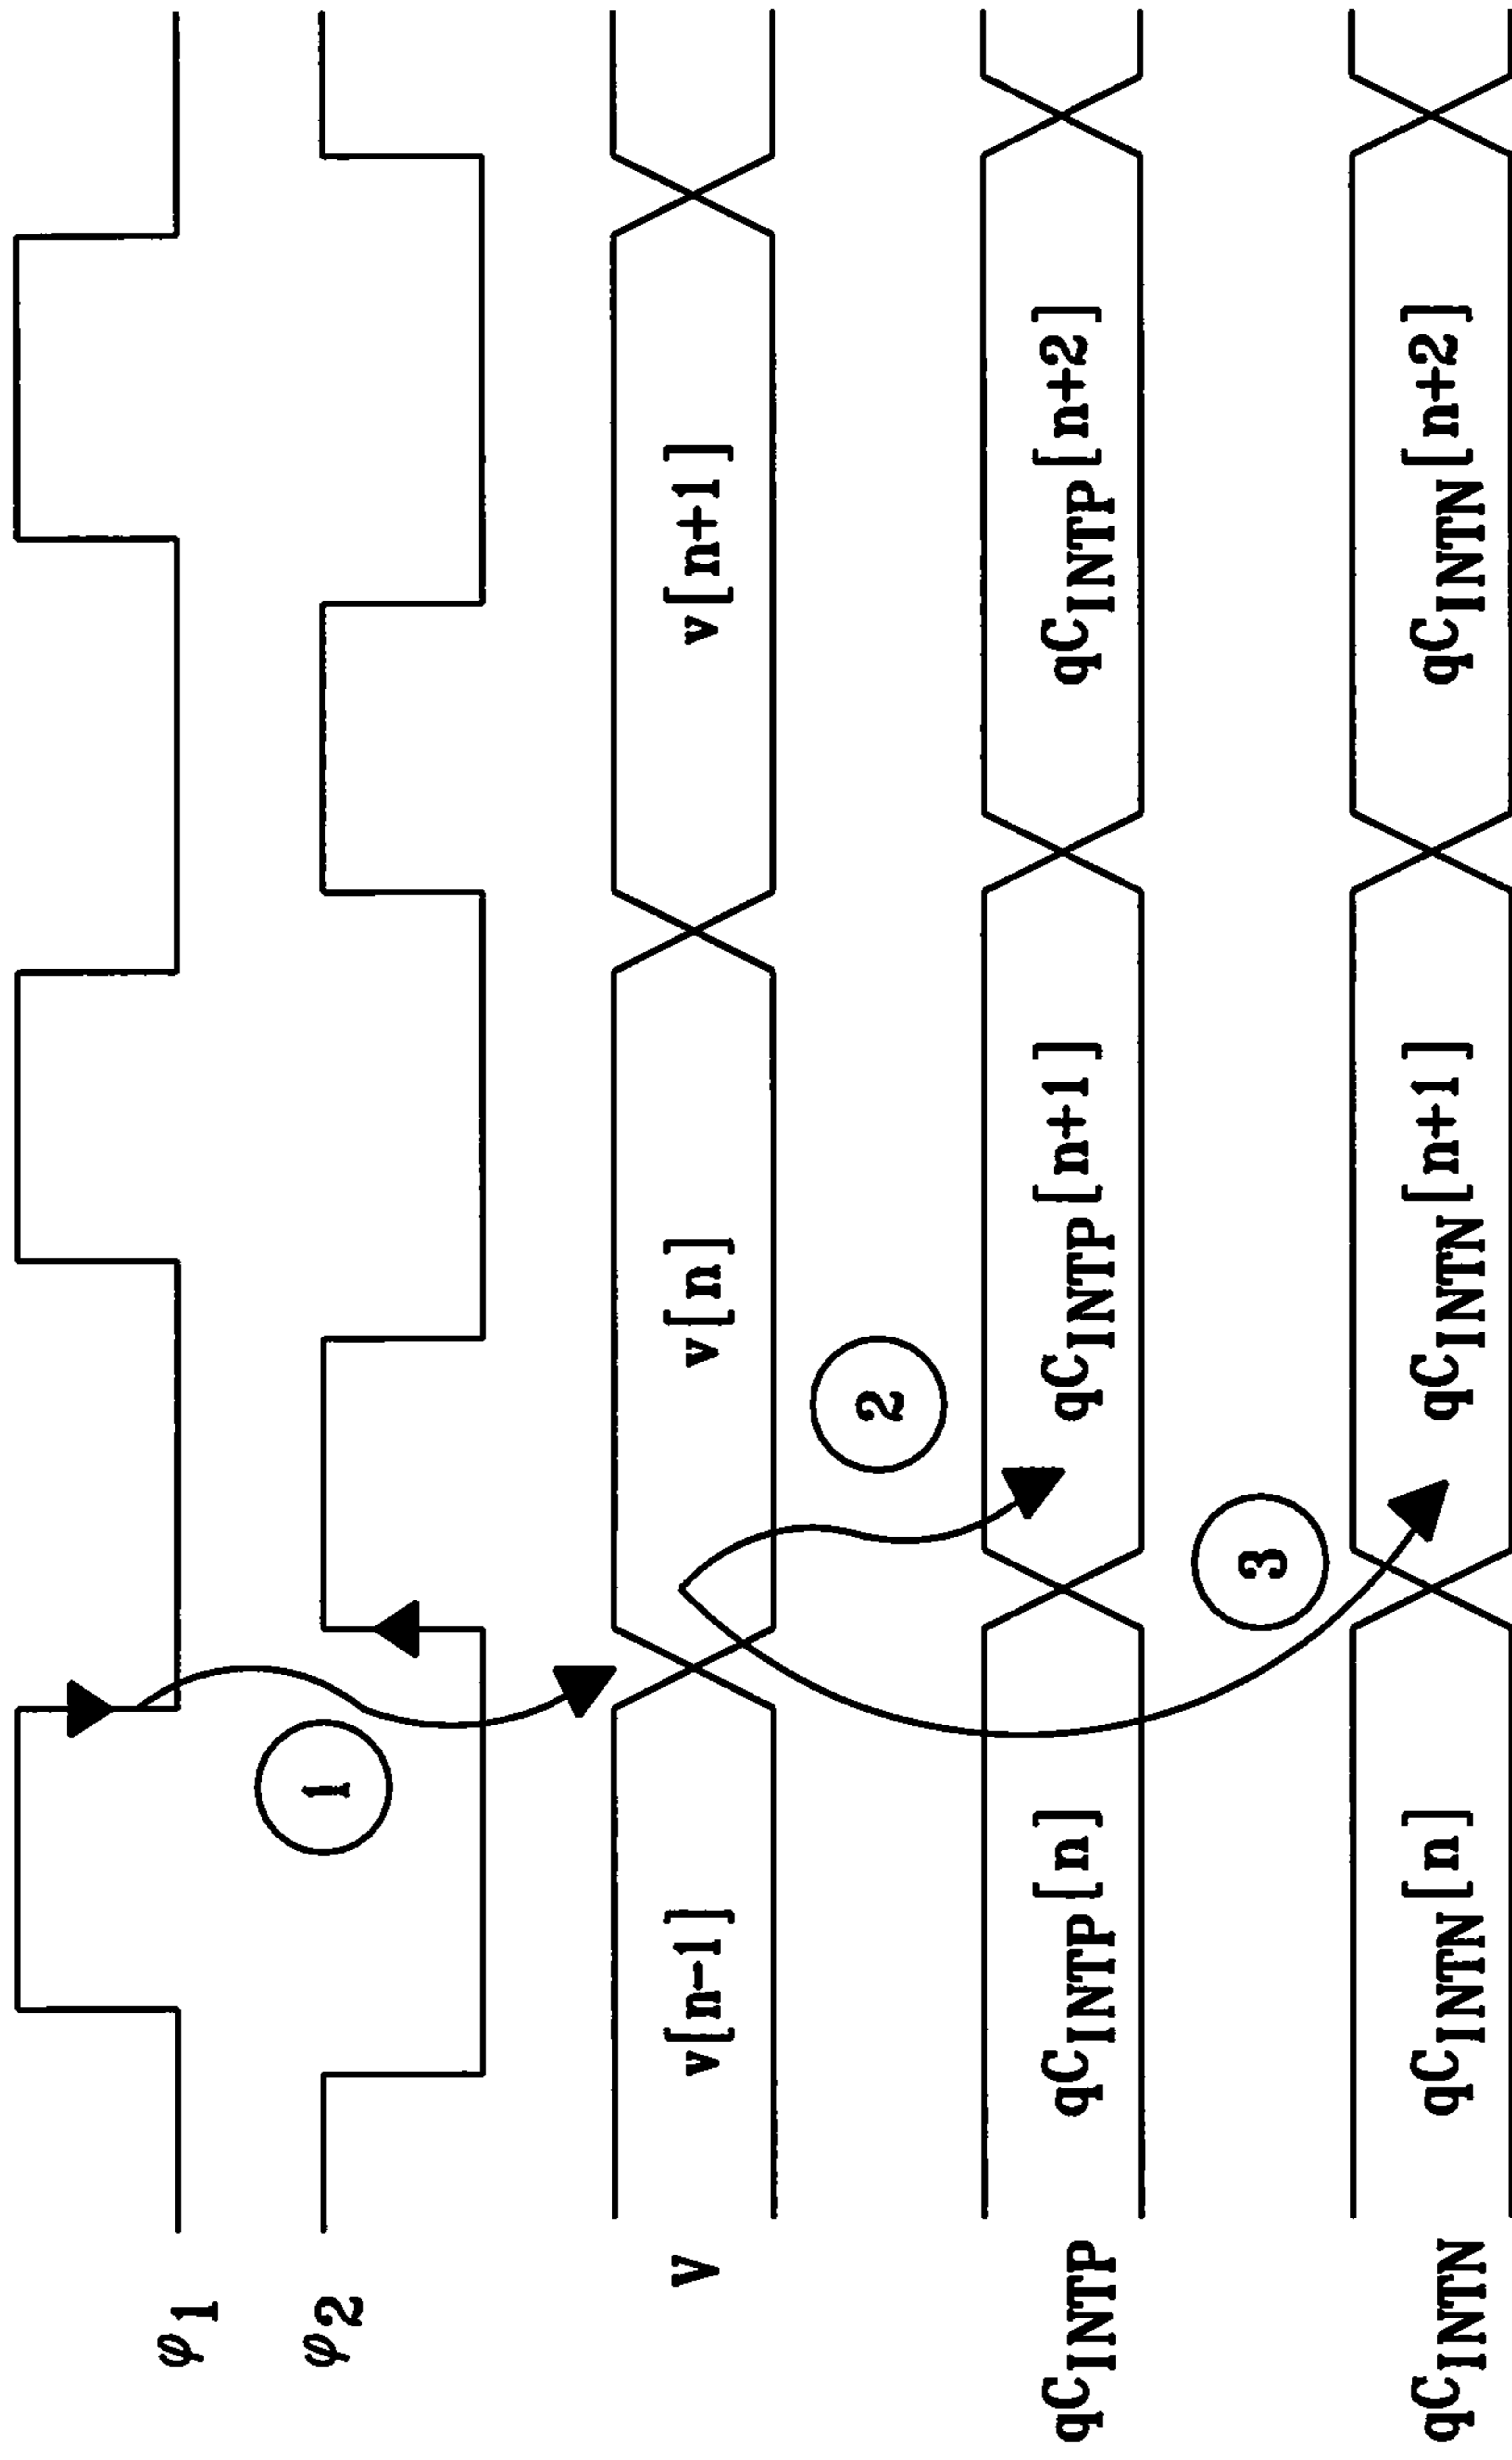 φ1
1
φ2
V v[n-1] v[n] v[n+1]
2
qCINTP qCINTP[n] qCINTP[n+1] qCINTP[n+2]
3
qCINTN qCINTN[n] qCINTN[n+1] qCINTN[n+2]